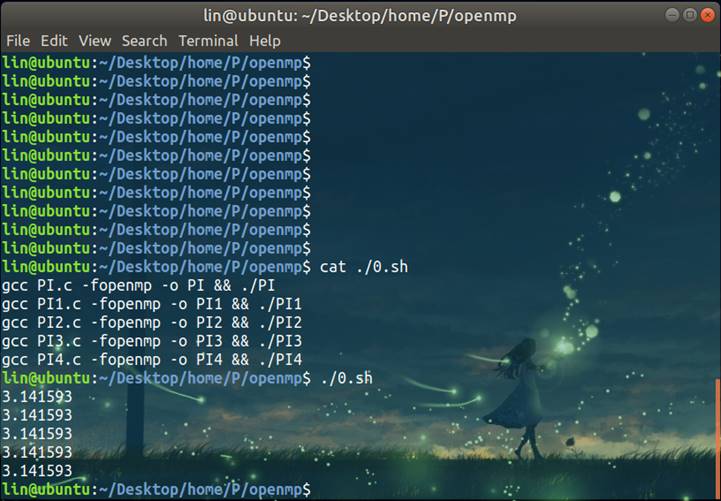 lin@ubuntu: ~/Desktop/home/P/openmp
File Edit View Search Terminal Help
lin@ubuntu:~/Desktop/home/P/openmp$
lin@ubuntu:~/Desktop/home/P/openmp$
lin@ubuntu:~/Desktop/home/P/openmp$
lin@ubuntu:~/Desktop/home/P/openmp$
lin@ubuntu:~/Desktop/home/P/openmp$
lin@ubuntu:~/Desktop/home/P/openmp$
lin@ubuntu:~/Desktop/home/P/openmp$
lin@ubuntu:~/Desktop/home/P/openmp$
lin@ubuntu:~/Desktop/home/P/openmp$
lin@ubuntu:~/Desktop/home/P/openmp$
lin@ubuntu:~/Desktop/home/P/openmp$
lin@ubuntu:~/Desktop/home/P/openmp$ cat ./0.sh
gcc PI.c -fopenmp -o PI && ./PI
gcc PI1.c -fopenmp -o PI1 && ./PI1
gcc PI2.c -fopenmp -o PI2 && ./PI2
gcc PI3.c -fopenmp -o PI3 && ./PI3
gcc PI4.c -fopenmp -o PI4 && ./PI4
lin@ubuntu:~/Desktop/home/P/openmp$ ./0.sh
3.141593
3.141593
3.141593
3.141593
3.141593
lin@ubuntu:~/Desktop/home/P/openmp$